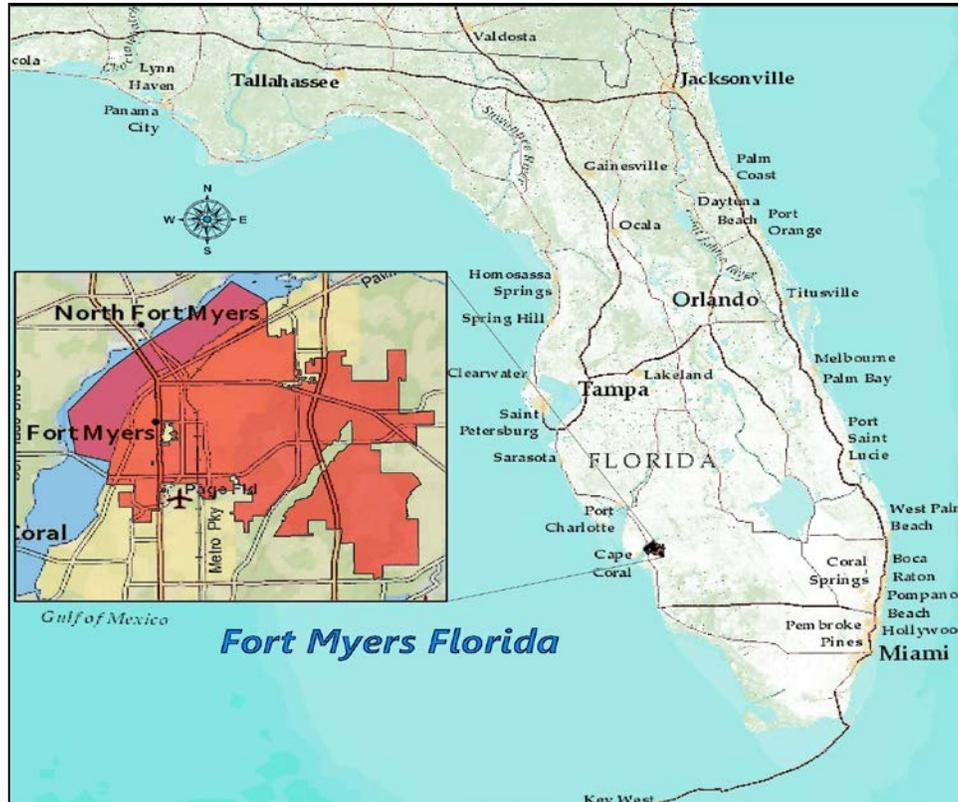 Valdosta
cola
Lynn
Haven
Tallahassee
Jacksonville
Panama
City
Suwannee River
Gainesville
Palm
Coast
N
W
E
S
Daytona
Beach
Port
Orange
Ocala
Homosassa
Springs
Orlando
Titusville
Spring Hill
Melbourne
Palm Bay
Clearwater
Tampa
Lakeland
Saint
Petersburg
Port
Saint
Lucie
Sarasota
FLORIDA
Port
Charlotte
West Palm
Beach
Cape
Coral
Coral
Springs
Boca
Raton
Pompano
Beach
Pembroke
Pines
Hollywoo
Miami
Key West
Palm
North Fort Myers
Fort Myers
Page Fld
Metro Pky
Coral
Gulf of Mexico
Fort Myers Florida